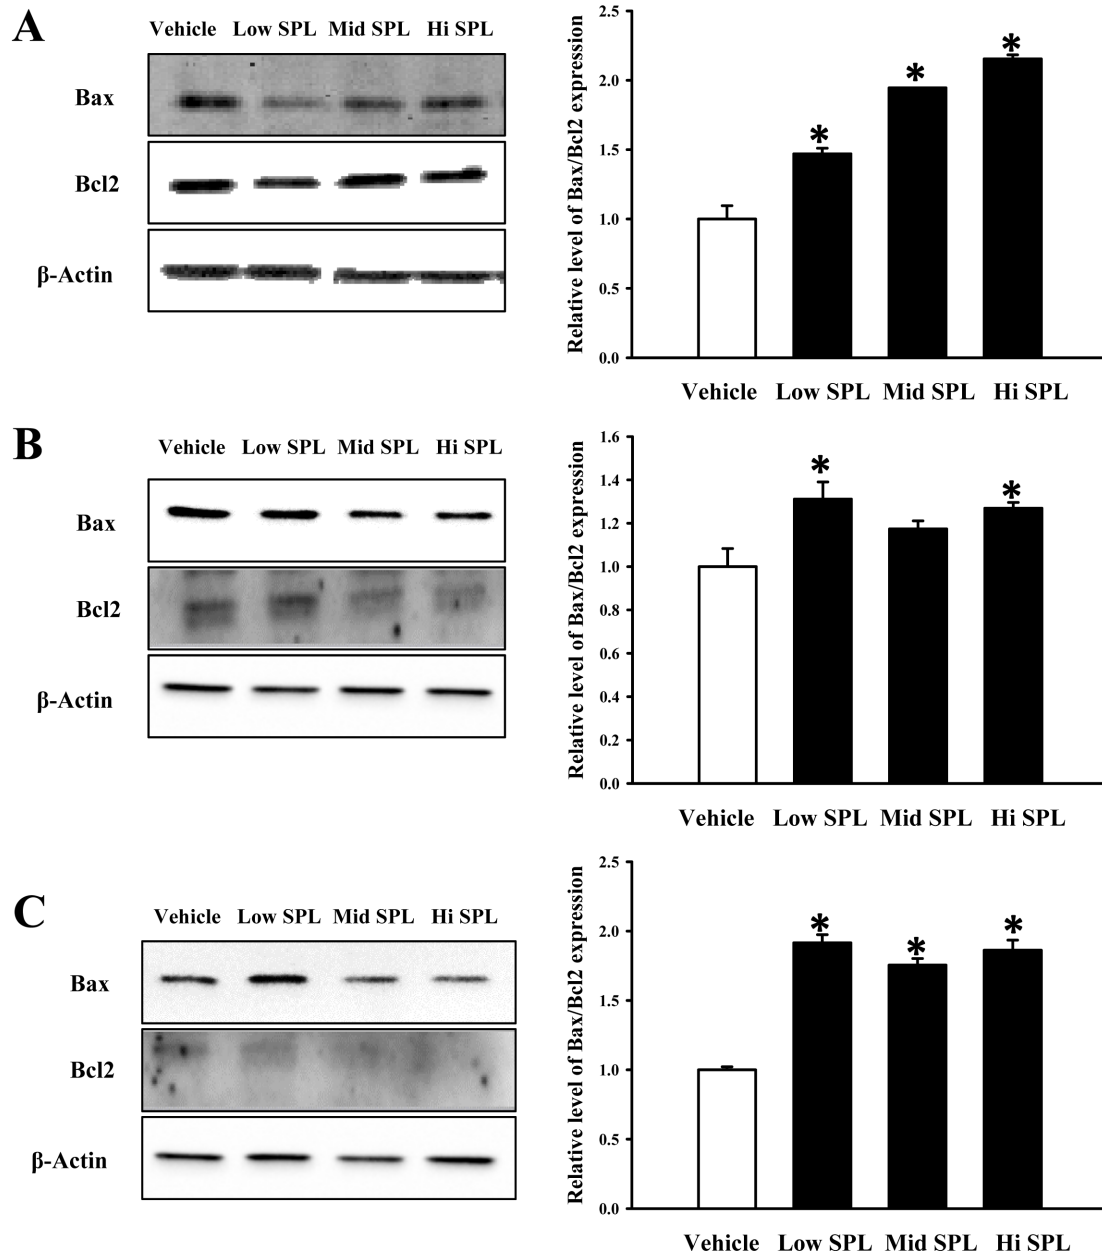 A
Vehicle Low SPL Mid SPL Hi SPL
Bax
Bcl2
β-Actin
Relative level of Bax/Bcl2 expression
2.5
2.0
1.5
1.0
0.5
0.0
*
*
*
Vehicle Low SPL Mid SPL Hi SPL
B
Vehicle Low SPL Mid SPL Hi SPL
Bax
Bcl2
β-Actin
Relative level of Bax/Bcl2 expression
1.6
1.4
1.2
1.0
0.8
0.6
0.4
0.2
0.0
*
*
Vehicle Low SPL Mid SPL Hi SPL
C
Vehicle Low SPL Mid SPL Hi SPL
Bax
Bcl2
β-Actin
Relative level of Bax/Bcl2 expression
2.5
2.0
1.5
1.0
0.5
0.0
*
*
*
Vehicle Low SPL Mid SPL Hi SPL